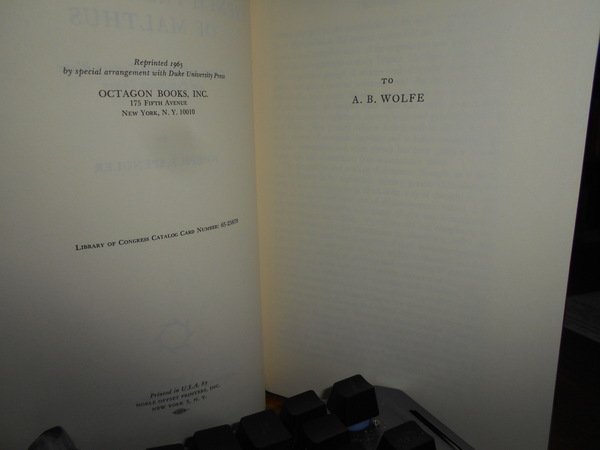 Reprinted 1965
by special arrangement with Duke University Press
OCTAGON BOOKS, INC.
175 FIFTH AVENUE
NEW YORK, N. Y. 10010
LIBRARY OF CONGRESS CATALOG CARD NUMBER:
Printed in U.S.A. by
NOBLE OFFSET PRINTERS, INC.
NEW YORK 3, N. Y.
TO
A. B. WOLFE